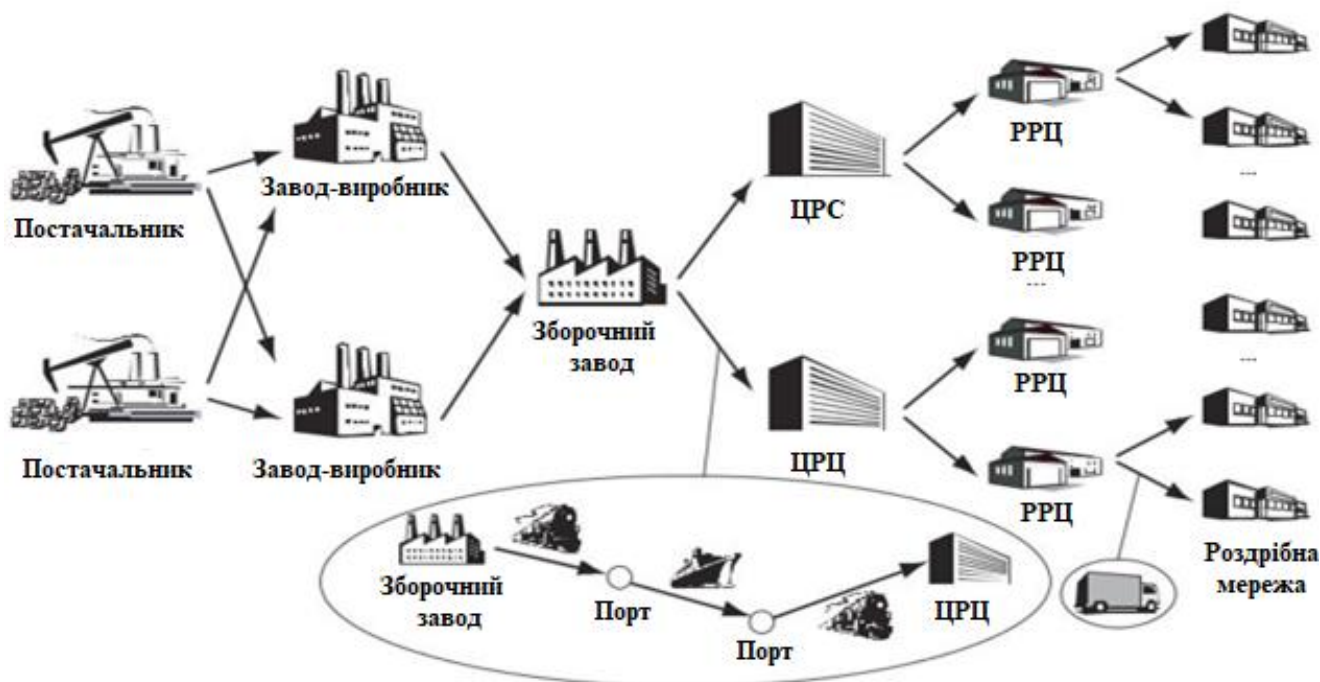 РРЦ
...
Завод-виробник
ЦРС
Постачальник
РРЦ
...
Зборочний
завод
РРЦ
...
Постачальник
Завод-виробник
ЦРЦ
РРЦ
Зборочний
завод
Порт
Порт
ЦРЦ
Роздрібна
мережа